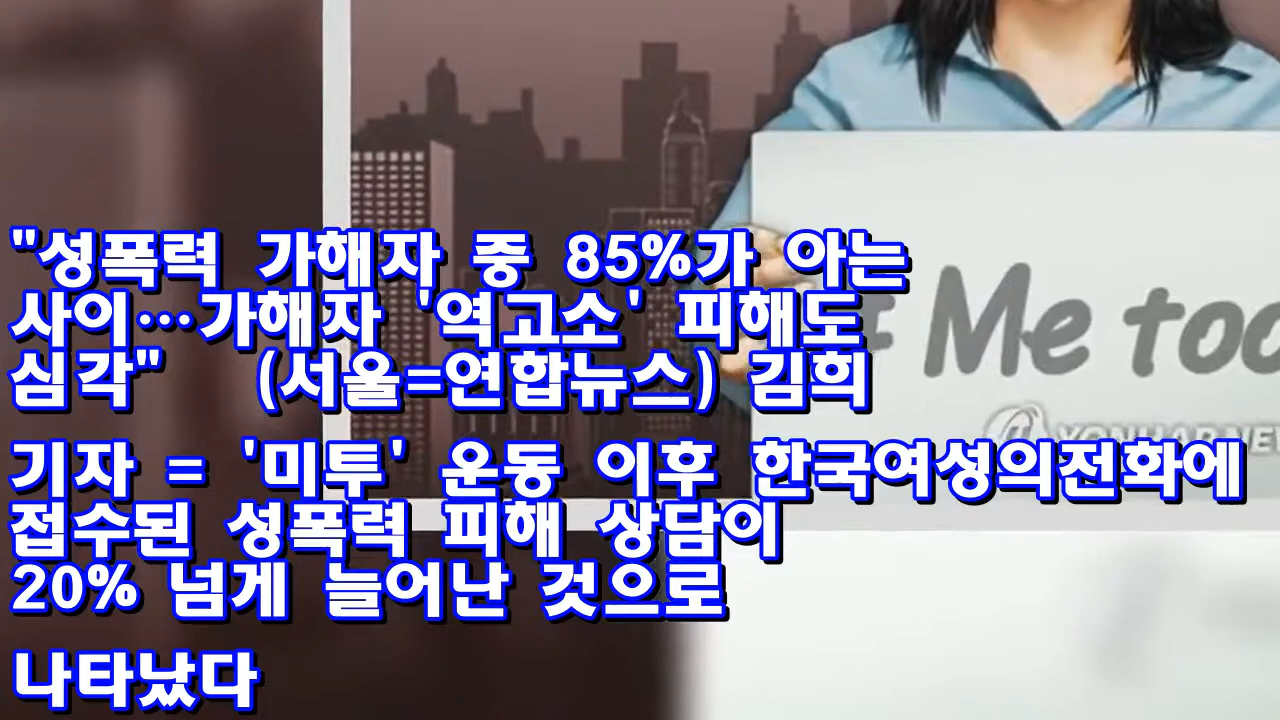 "성폭력 가해자 중 85%가 아는
사이…가해자 '역고소' 피해도
심각" (서울=연합뉴스) 김희
기자 = '미투' 운동 이후 한국여성의전화에
접수된 성폭력 피해 상담이
20% 넘게 늘어난 것으로
나타났다
# Me too
YONHAP NE